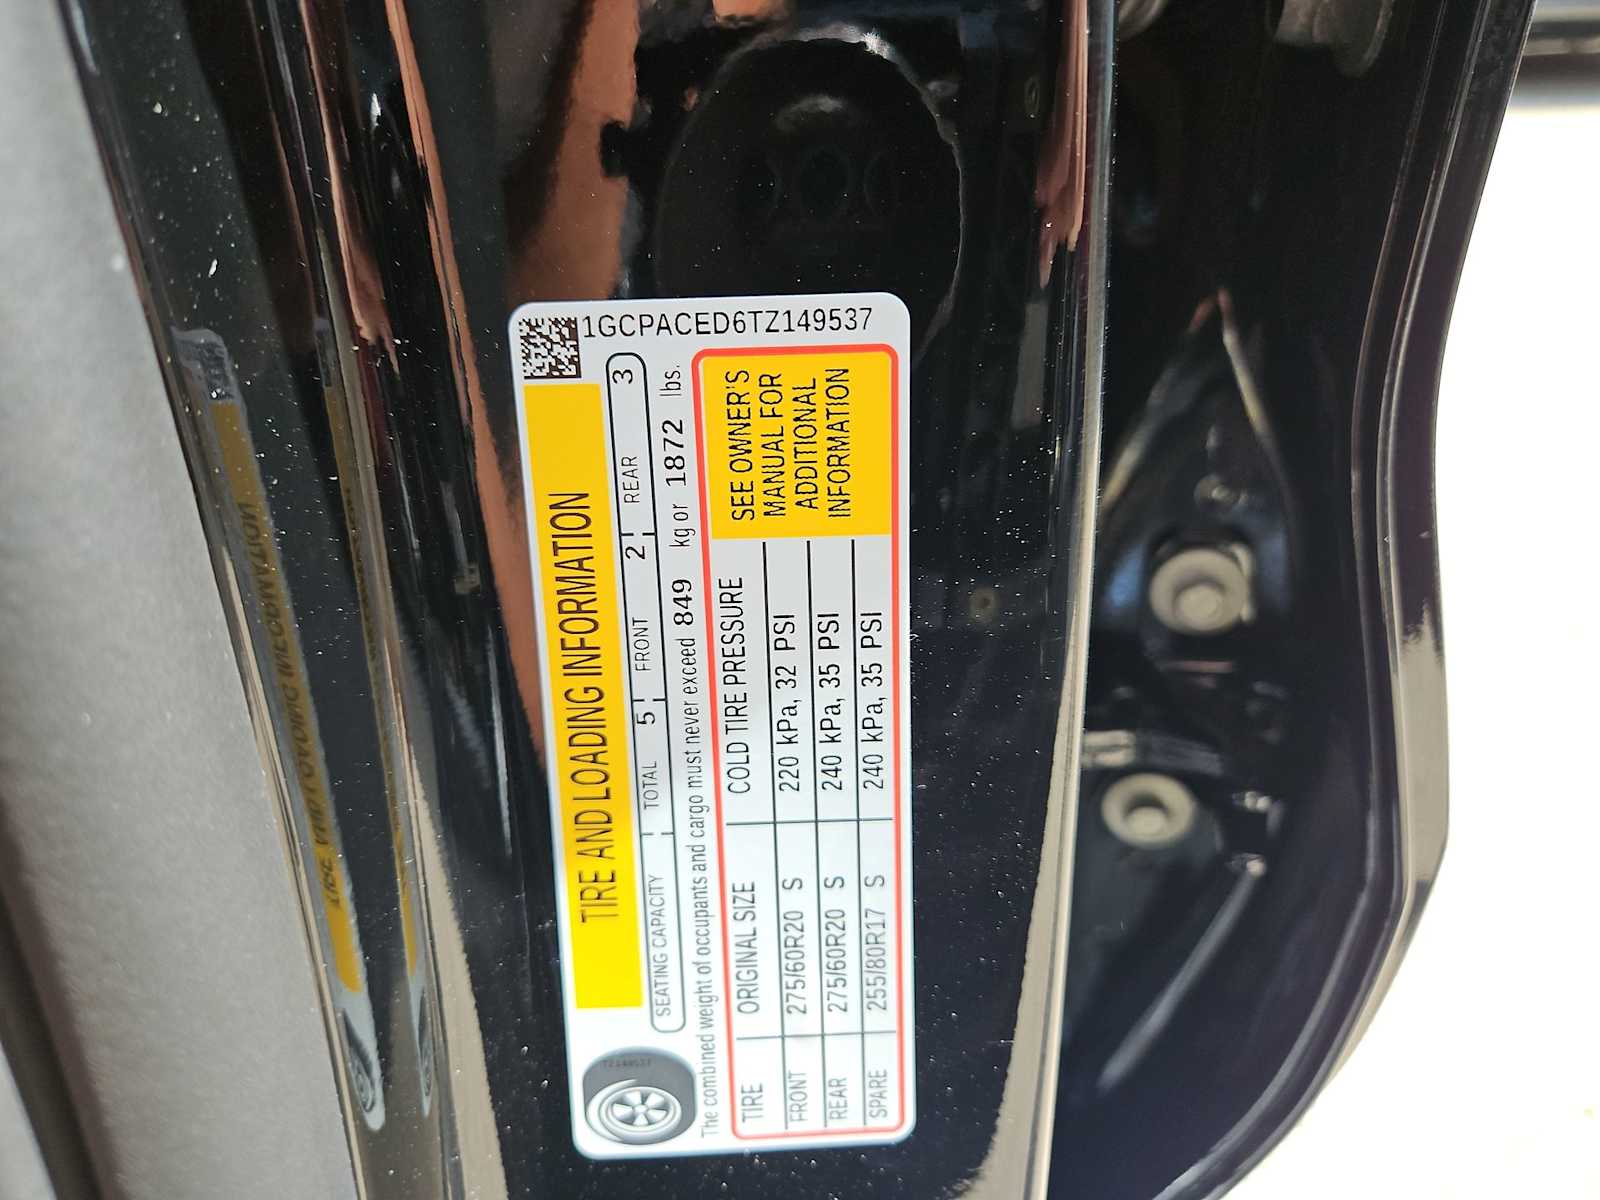 1GCPACED6TZ149537
TIRE AND LOADING INFORMATION
SEATING CAPACITY TOTAL 5 FRONT 2 REAR 3
The combined weight of occupants and cargo must never exceed 849 kg or 1872 lbs.
TIRE ORIGINAL SIZE COLD TIRE PRESSURE
FRONT 275/60R20 S 220 kPa, 32 PSI
REAR 275/60R20 S 240 kPa, 35 PSI
SPARE 255/80R17 S 240 kPa, 35 PSI
SEE OWNER'S
MANUAL FOR
ADDITIONAL
INFORMATION
TZ149537